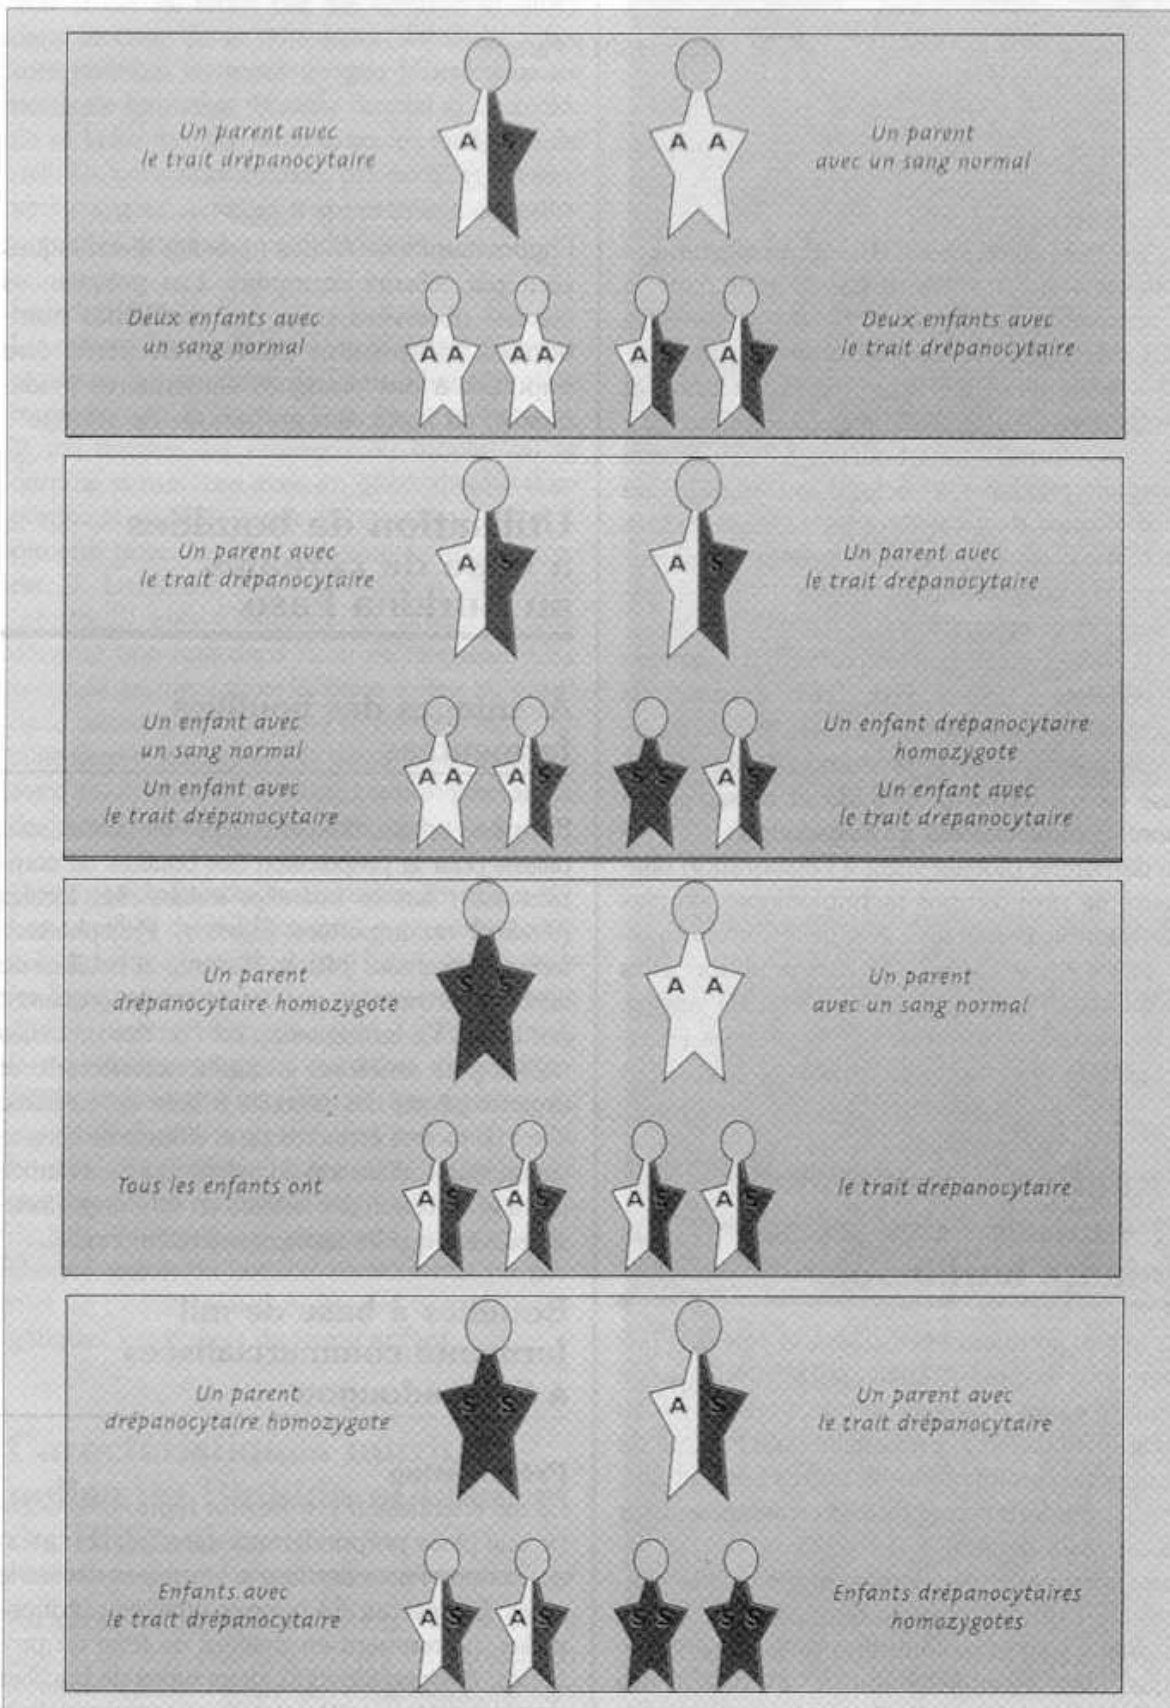 Un parent avec
le trait drépanocytaire
A S
A A
Un parent
avec un sang normal
Deux enfants avec
un sang normal
A A
A A
A S
A S
Deux enfants avec
le trait drépanocytaire
Un parent avec
le trait drépanocytaire
A S
A S
Un parent avec
le trait drépanocytaire
Un enfant avec
un sang normal
Un enfant avec
le trait drépanocytaire
A A
A S
S S
A S
Un enfant drépanocytaire
homozygote
Un enfant avec
le trait drépanocytaire
Un parent
drépanocytaire homozygote
S S
A A
Un parent
avec un sang normal
Tous les enfants ont
A S
A S
A S
A S
le trait drépanocytaire
Un parent
drépanocytaire homozygote
S S
A S
Un parent avec
le trait drépanocytaire
Enfants avec
le trait drépanocytaire
A S
A S
S S
S S
Enfants drépanocytaires
homozygotes